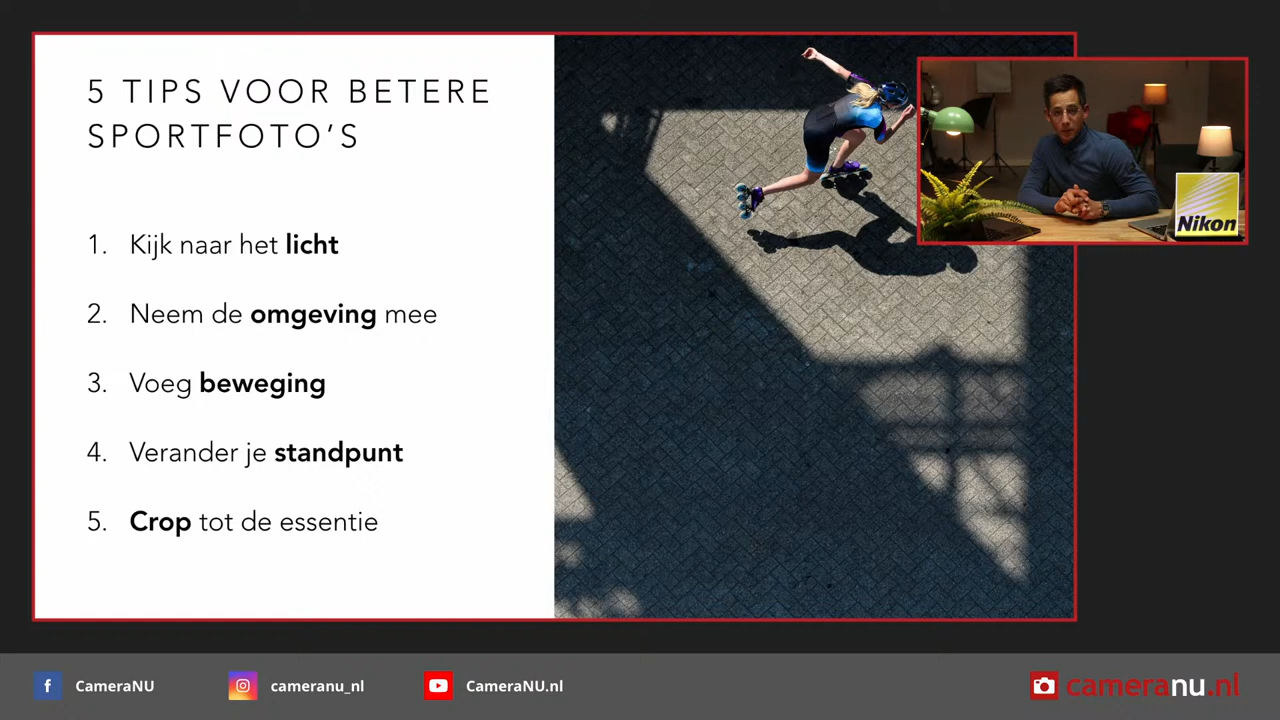 5 TIPS VOOR BETERE
SPORTFOTO'S
1. Kijk naar het licht
2. Neem de omgeving mee
3. Voeg beweging
4. Verander je standpunt
5. Crop tot de essentie
Nikon
CameraNU
cameranu_nl
CameraNU.nl
cameranu.nl